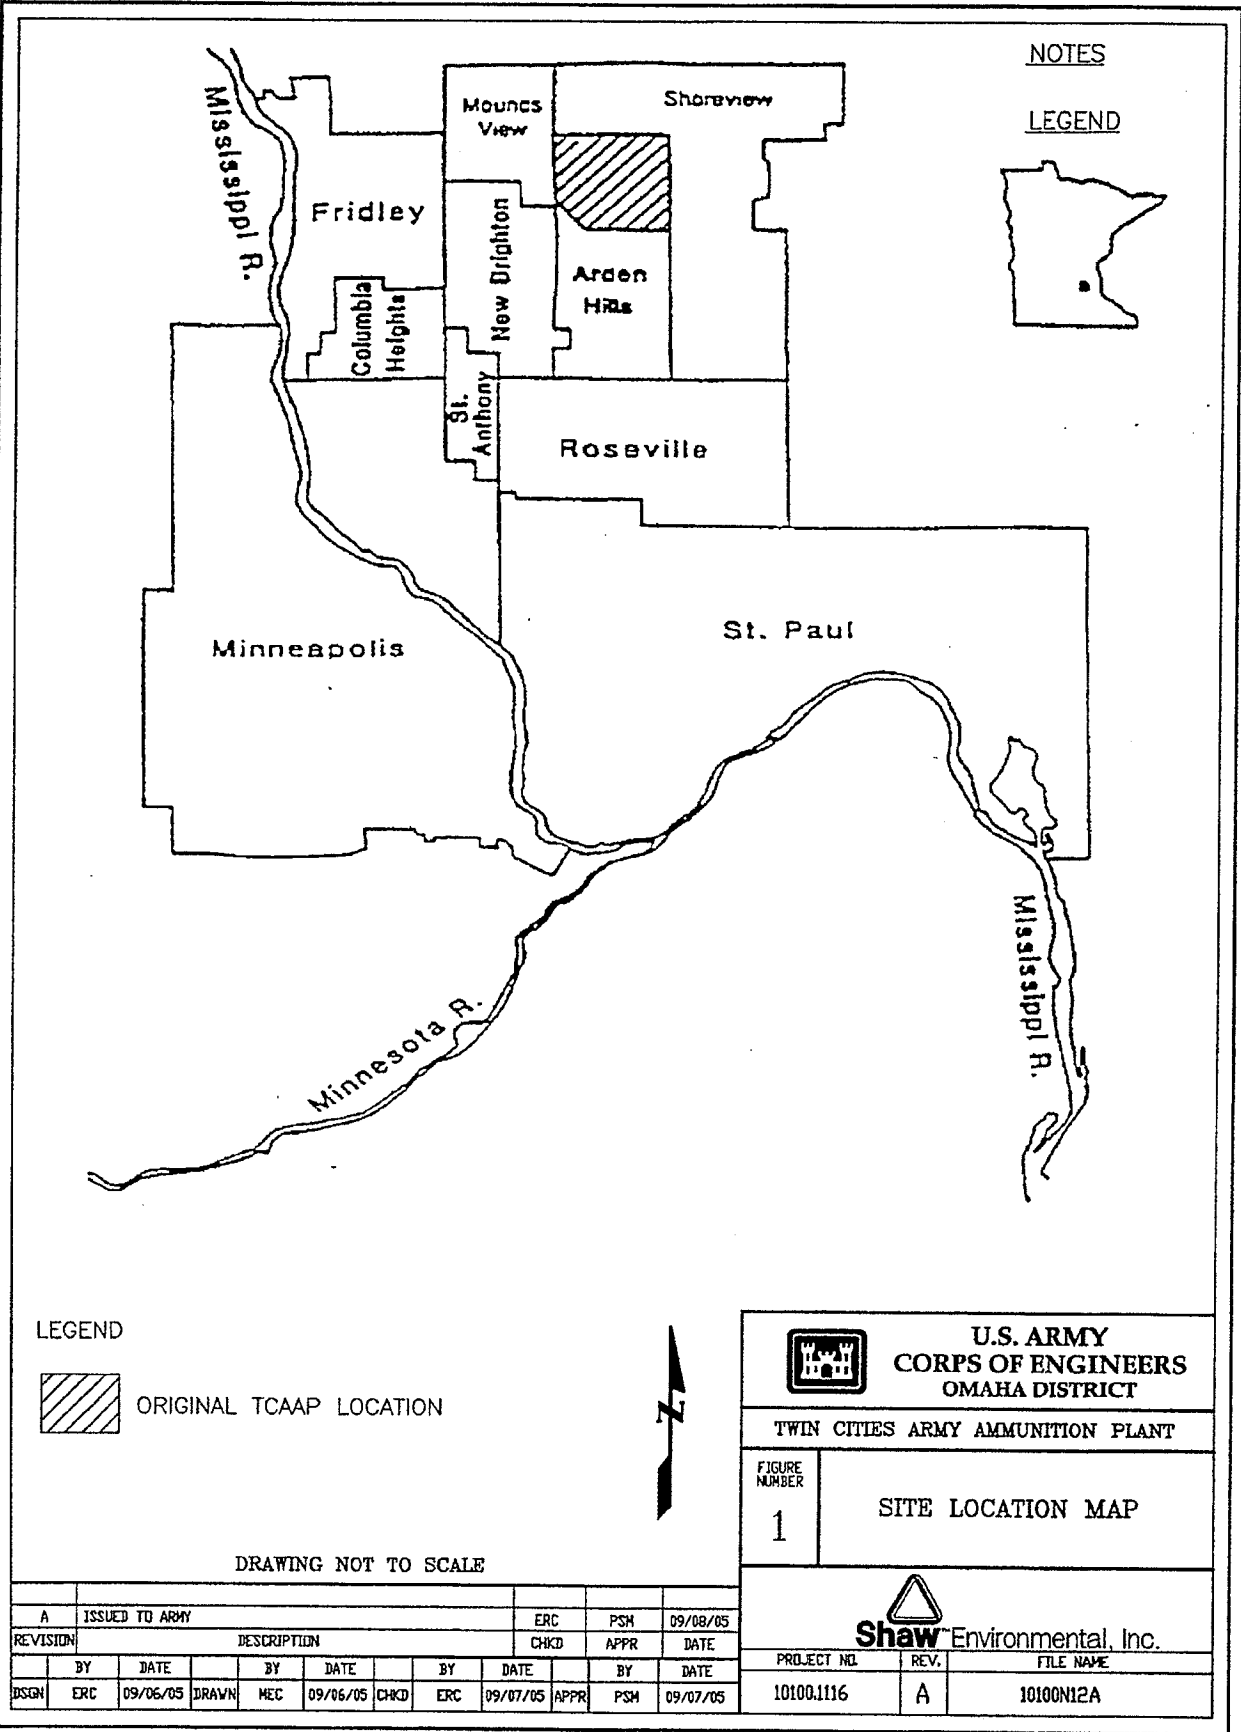 NOTES
LEGEND
Mississippi R.
Mounds
View
Shoreview
Fridley
New Brighton
Arden
Hills
Columbia
Heights
St.
Anthony
Roseville
Minneapolis
St. Paul
Mississippi R.
Minnesota R.
LEGEND
ORIGINAL TCAAP LOCATION
N
DRAWING NOT TO SCALE
U.S. ARMY
CORPS OF ENGINEERS
OMAHA DISTRICT
TWIN CITIES ARMY AMMUNITION PLANT
FIGURE
NUMBER
1
SITE LOCATION MAP
Shaw™ Environmental, Inc.
PROJECT NO. REV. FILE NAME
10100.1116 A 10100N12A
A ISSUED TO ARMY ERC PSM 09/08/05
REVISION DESCRIPTION CHKD APPR DATE
BY DATE BY DATE BY DATE BY DATE
DSGN ERC 09/06/05 DRAWN MEC 09/06/05 CHKD ERC 09/07/05 APPR PSM 09/07/05